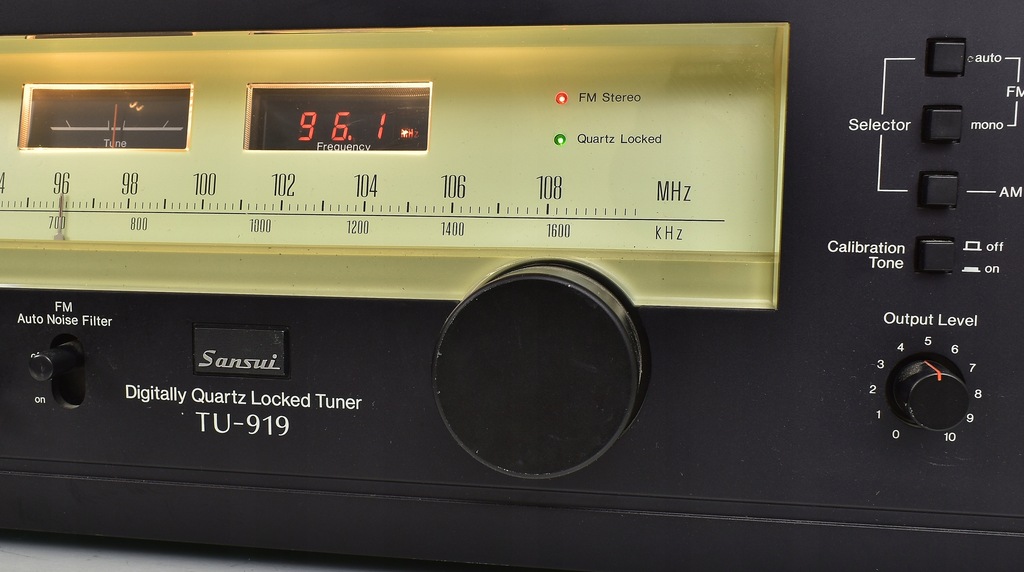 Tune
96.1 MHz
Frequency
FM Stereo
Quartz Locked
4 96 98 100 102 104 106 108 MHz
700 800 1000 1200 1400 1600 KHz
auto
FM
Selector
mono
AM
Calibration
Tone
off
on
FM
Auto Noise Filter
on
Sansui
Digitally Quartz Locked Tuner
TU-919
Output Level
0 1 2 3 4 5 6 7 8 9 10